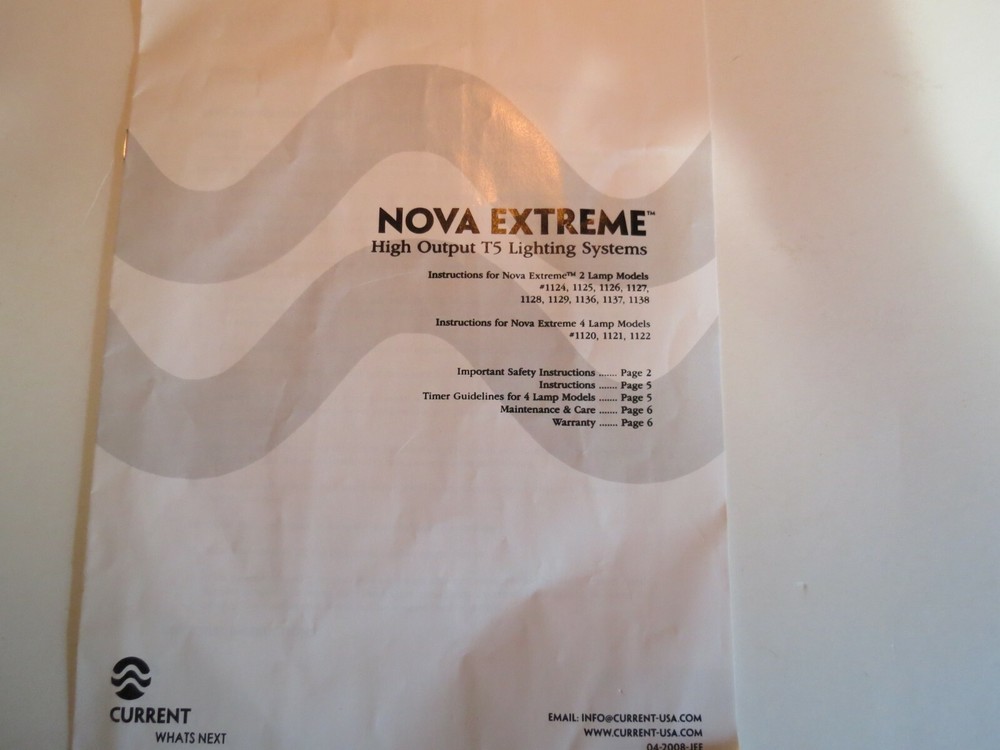 NOVA EXTREME™
High Output T5 Lighting Systems
Instructions for Nova Extreme™ 2 Lamp Models
#1124, 1125, 1126, 1127,
1128, 1129, 1136, 1137, 1138
Instructions for Nova Extreme 4 Lamp Models
#1120, 1121, 1122
Important Safety Instructions ....... Page 2
Instructions ....... Page 5
Timer Guidelines for 4 Lamp Models ....... Page 5
Maintenance & Care ....... Page 6
Warranty ....... Page 6
CURRENT
WHATS NEXT
EMAIL: INFO@CURRENT-USA.COM
WWW.CURRENT-USA.COM
04-2008-JEF